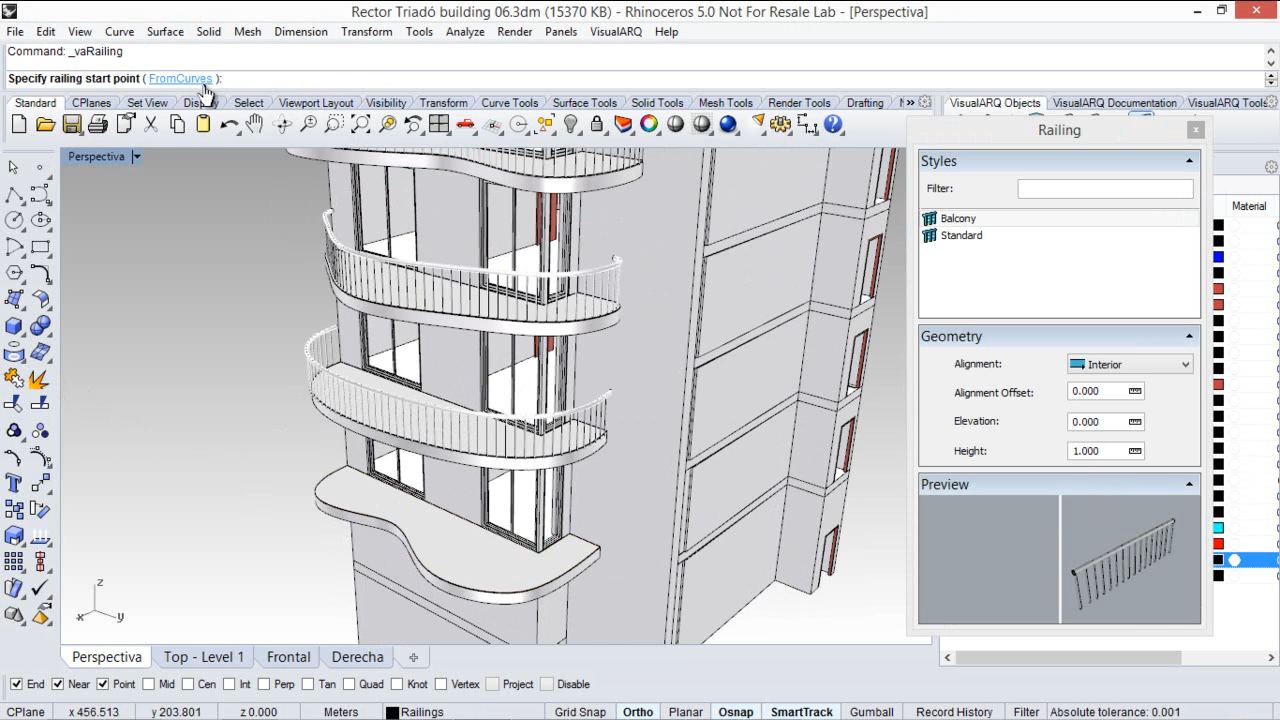 Rector Triadó building 06.3dm (15370 KB) - Rhinoceros 5.0 Not For Resale Lab - [Perspectiva]
File Edit View Curve Surface Solid Mesh Dimension Transform Tools Analyze Render Panels VisualARQ Help
Command: _vaRailing
Specify railing start point ( FromCurves ):
Standard CPlanes Set View Select Viewport Layout Visibility Transform Curve Tools Surface Tools Solid Tools Mesh Tools Render Tools Drafting » VisualARQ Objects VisualARQ Documentation VisualARQ Tools
Railing
Perspectiva
Styles
Filter:
Material
Balcony
Standard
Geometry
Alignment: Interior
Alignment Offset: 0.000
Elevation: 0.000
Height: 1.000
Preview
z
x y
Perspectiva Top - Level 1 Frontal Derecha
End Near Point Mid Cen Int Perp Tan Quad Knot Vertex Project Disable
CPlane x 456.513 y 203.801 z 0.000 Meters Railings Grid Snap Ortho Planar Osnap SmartTrack Gumball Record History Filter Absolute tolerance: 0.001